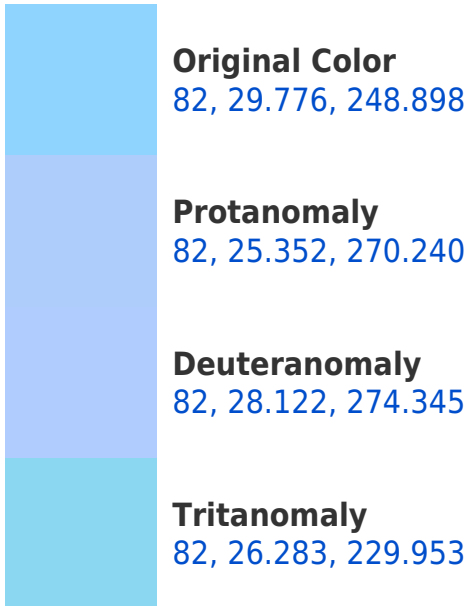 Original Color
82, 29.776, 248.898
Protanomaly
82, 25.352, 270.240
Deuteranomaly
82, 28.122, 274.345
Tritanomaly
82, 26.283, 229.953